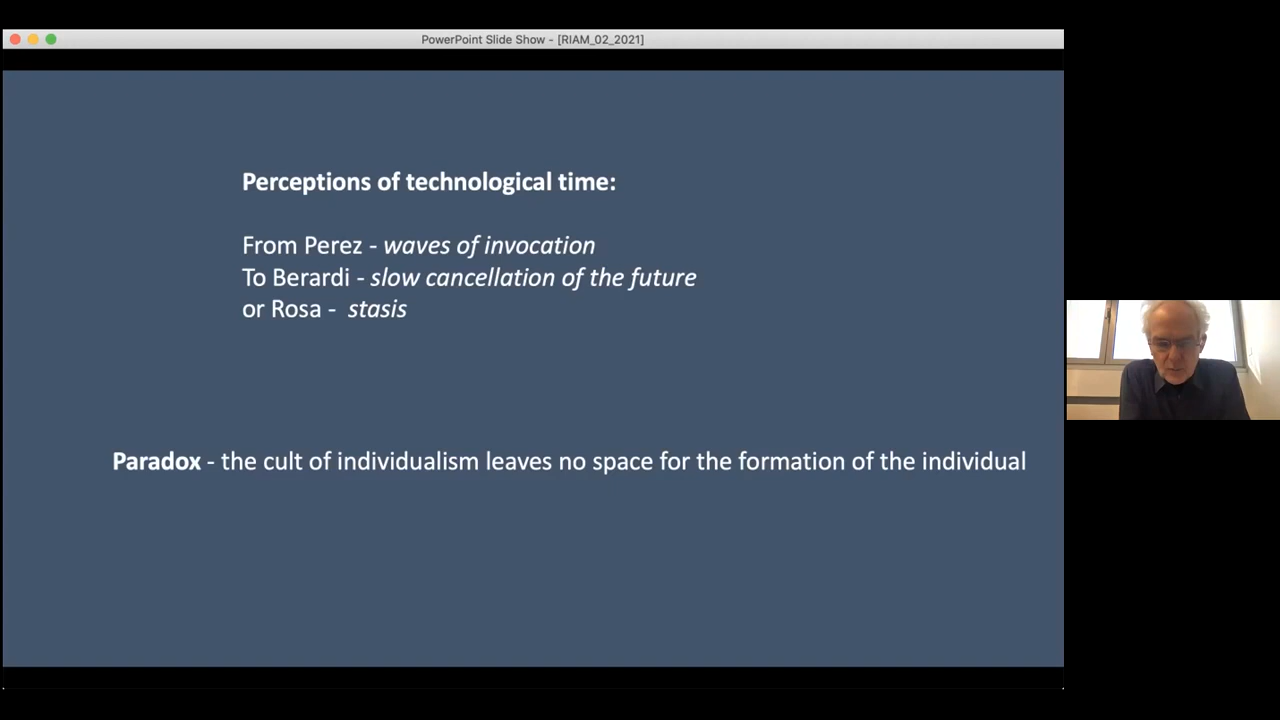 PowerPoint Slide Show - [RIAM_02_2021]
Perceptions of technological time:
From Perez - waves of invocation
To Berardi - slow cancellation of the future
or Rosa - stasis
Paradox - the cult of individualism leaves no space for the formation of the individual